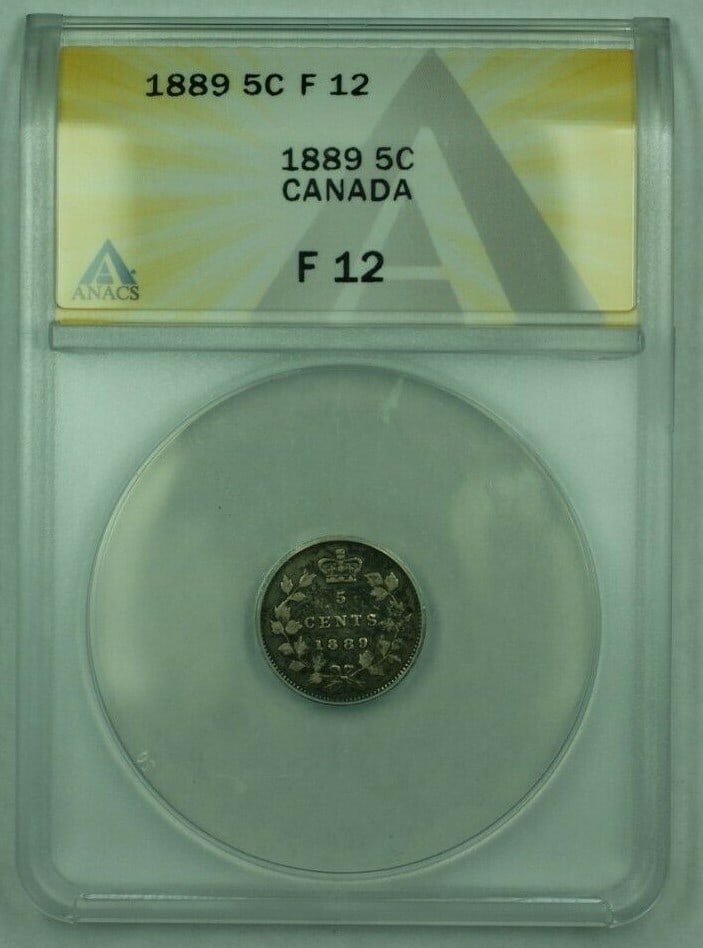 1889 5C F 12
1889 5C
CANADA
F 12
ANACS
5
CENTS
1889